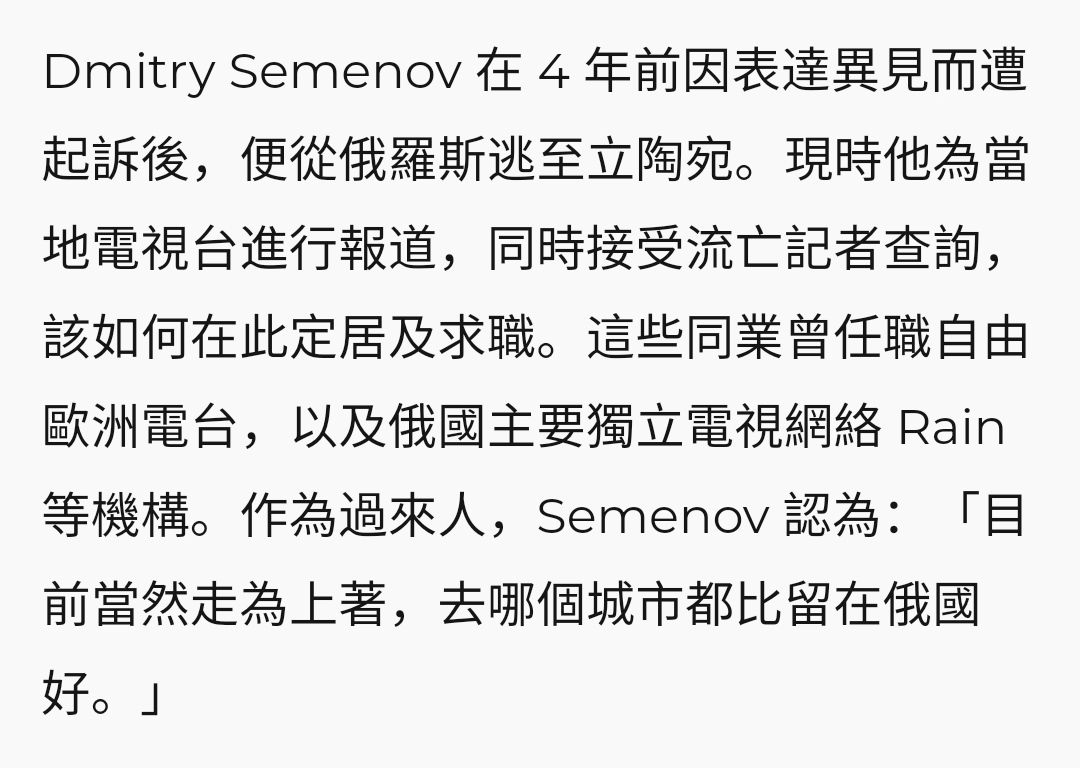 Dmitry Semenov 在 4 年前因表達異見而遭
起訴後，便從俄羅斯逃至立陶宛。現時他為當
地電視台進行報道，同時接受流亡記者查詢，
該如何在此定居及求職。這些同業曾任職自由
歐洲電台，以及俄國主要獨立電視網絡 Rain
等機構。作為過來人，Semenov 認為：「目
前當然走為上著，去哪個城市都比留在俄國
好。」